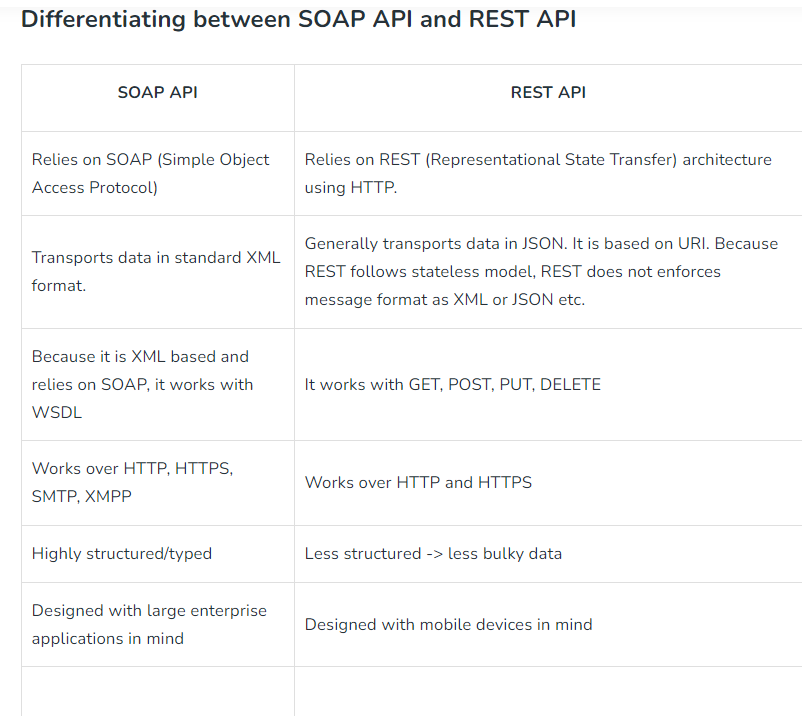 Differentiating between SOAP API and REST API
SOAP API
REST API
Relies on SOAP (Simple Object
Access Protocol)
Relies on REST (Representational State Transfer) architecture
using HTTP.
Transports data in standard XML
format.
Generally transports data in JSON. It is based on URI. Because
REST follows stateless model, REST does not enforces
message format as XML or JSON etc.
Because it is XML based and
relies on SOAP, it works with
WSDL
It works with GET, POST, PUT, DELETE
Works over HTTP, HTTPS,
SMTP, XMPP
Works over HTTP and HTTPS
Highly structured/typed
Less structured -> less bulky data
Designed with large enterprise
applications in mind
Designed with mobile devices in mind